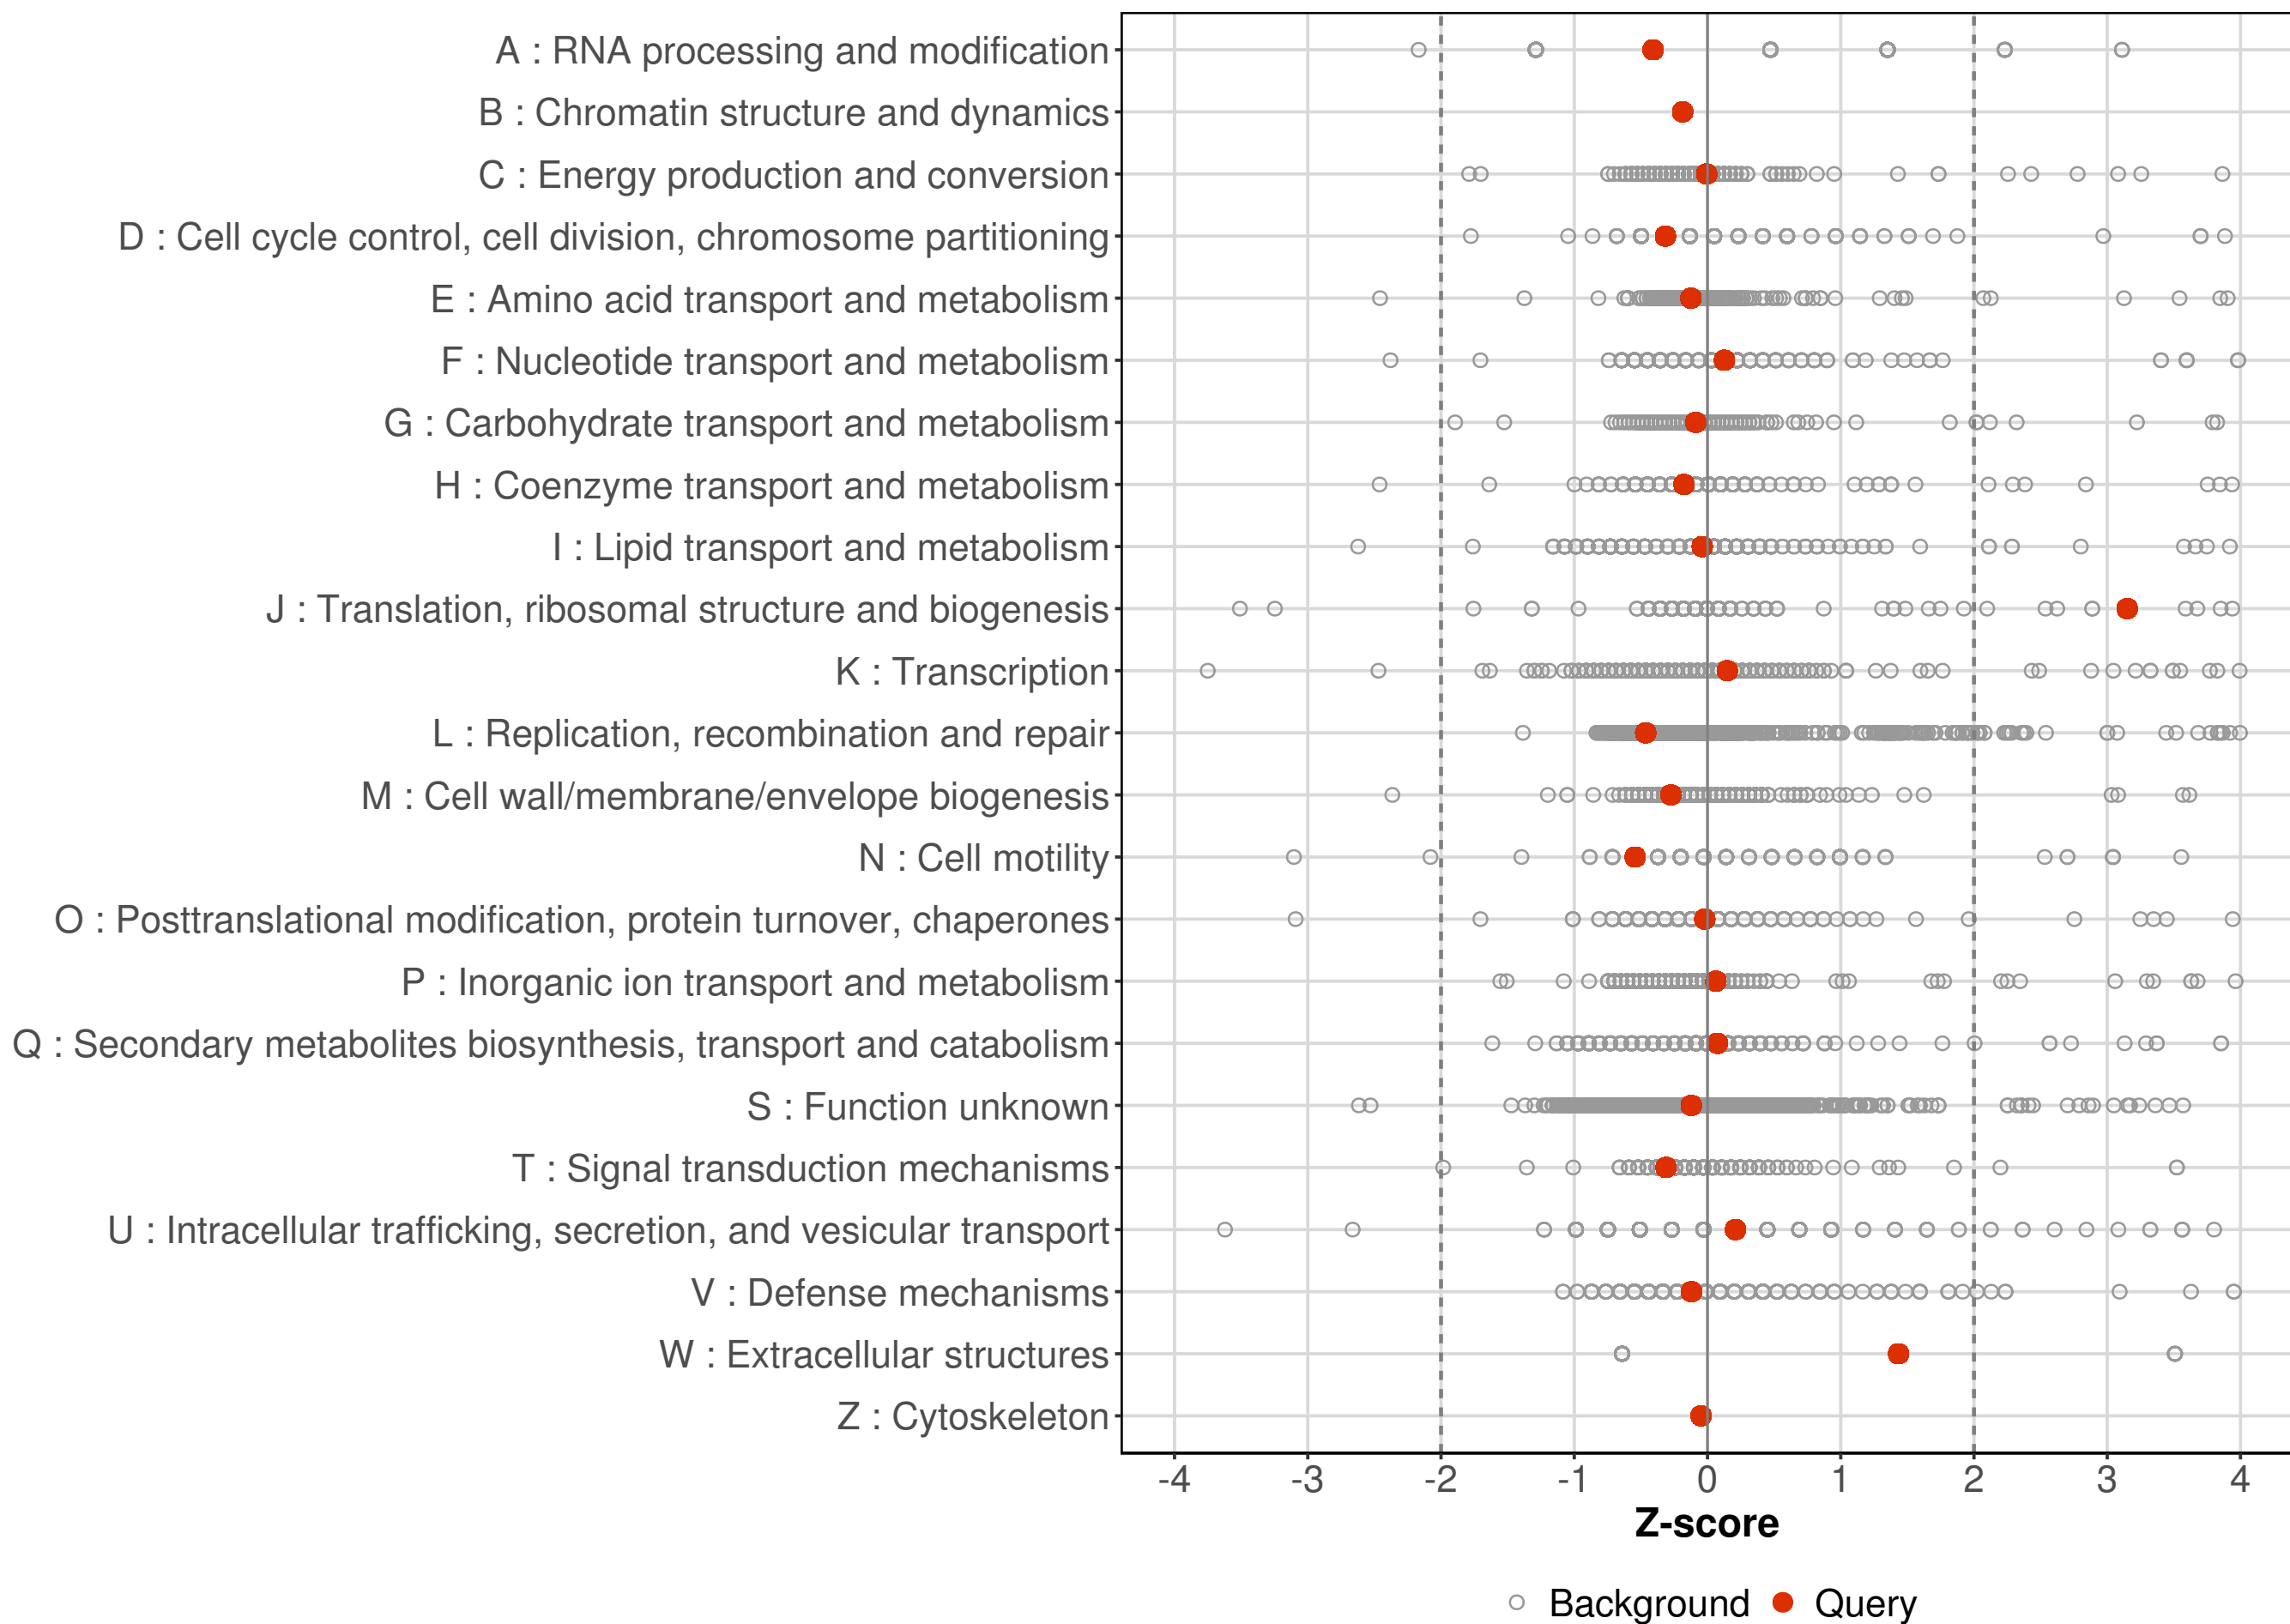 A : RNA processing and modification
B : Chromatin structure and dynamics
C : Energy production and conversion
D : Cell cycle control, cell division, chromosome partitioning
E : Amino acid transport and metabolism
F : Nucleotide transport and metabolism
G : Carbohydrate transport and metabolism
H : Coenzyme transport and metabolism
I : Lipid transport and metabolism
J : Translation, ribosomal structure and biogenesis
K : Transcription
L : Replication, recombination and repair
M : Cell wall/membrane/envelope biogenesis
N : Cell motility
O : Posttranslational modification, protein turnover, chaperones
P : Inorganic ion transport and metabolism
Q : Secondary metabolites biosynthesis, transport and catabolism
S : Function unknown
T : Signal transduction mechanisms
U : Intracellular trafficking, secretion, and vesicular transport
V : Defense mechanisms
W : Extracellular structures
Z : Cytoskeleton
-4 -3 -2 -1 0 1 2 3 4
Z-score
Background Query